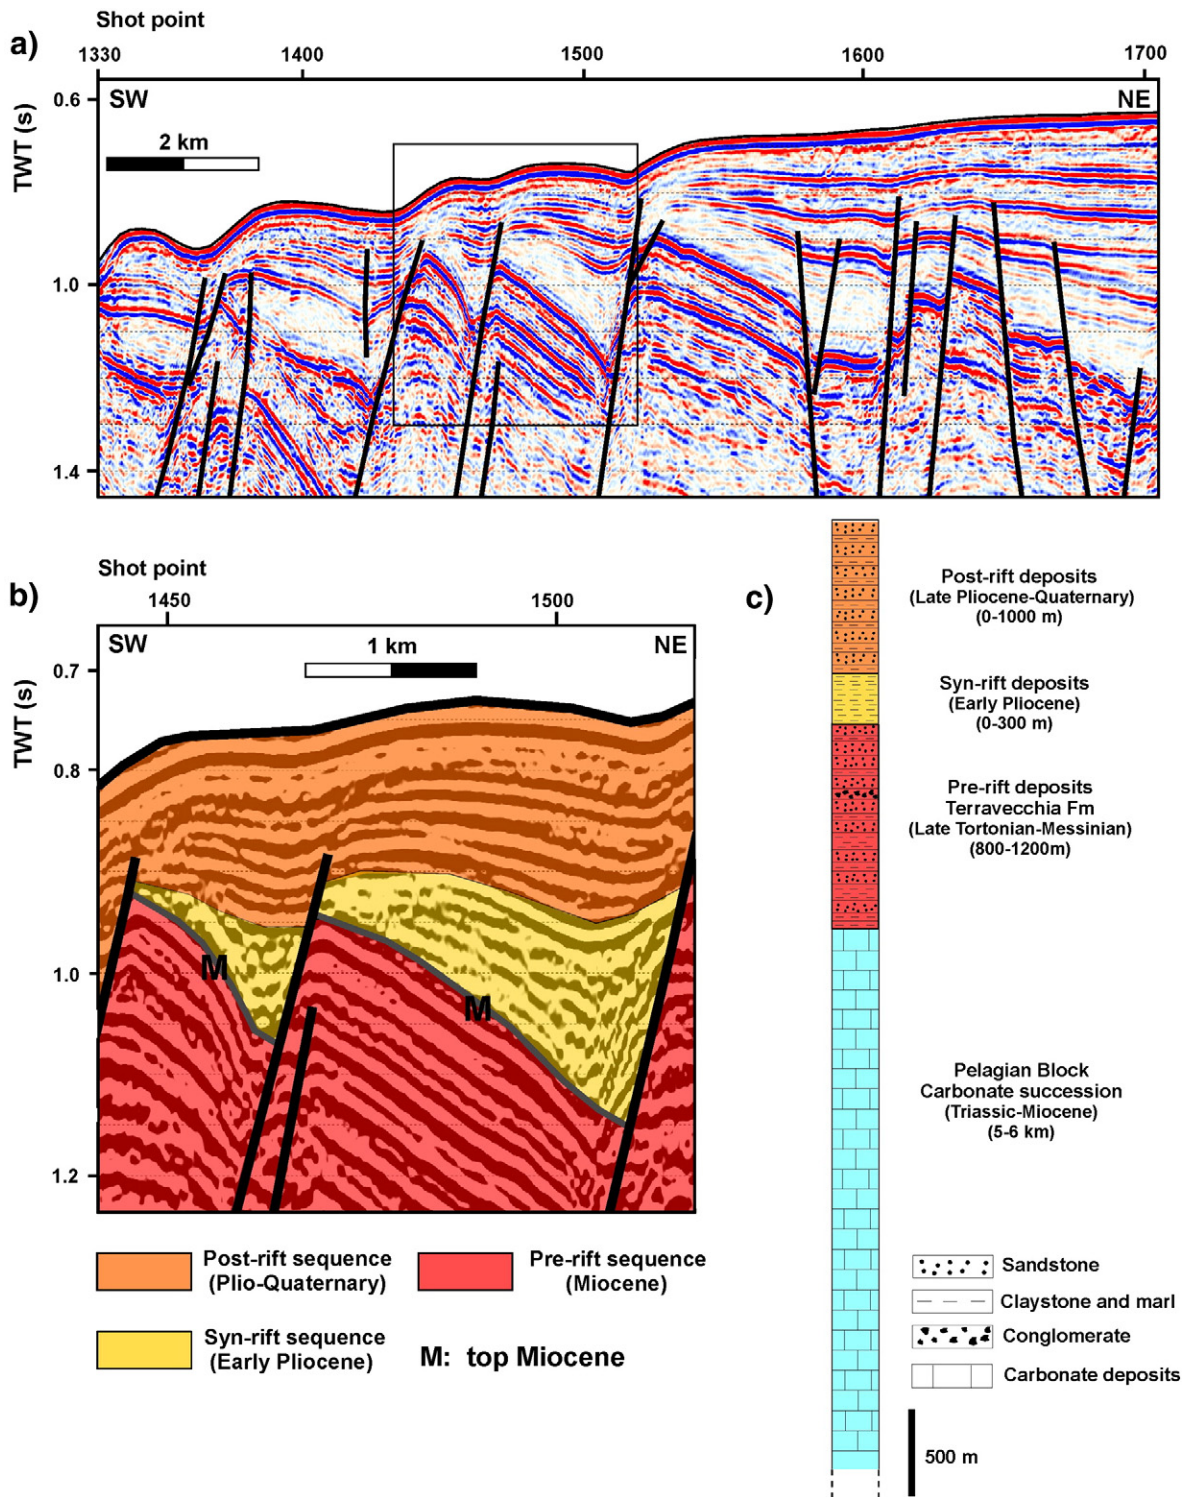 Shot point
a)
1330 1400 1500 1600 1700
SW NE
TWT (s)
0.6
2 km
1.0
1.4
Shot point
b)
1450 1500
SW NE
TWT (s)
1 km
0.7
0.8
1.0
1.2
M
M
Post-rift sequence
(Plio-Quaternary)
Pre-rift sequence
(Miocene)
Syn-rift sequence
(Early Pliocene)
M: top Miocene
c)
Post-rift deposits
(Late Pliocene-Quaternary)
(0-1000 m)
Syn-rift deposits
(Early Pliocene)
(0-300 m)
Pre-rift deposits
Terravecchia Fm
(Late Tortonian-Messinian)
(800-1200m)
Pelagian Block
Carbonate succession
(Triassic-Miocene)
(5-6 km)
Sandstone
Claystone and marl
Conglomerate
Carbonate deposits
500 m